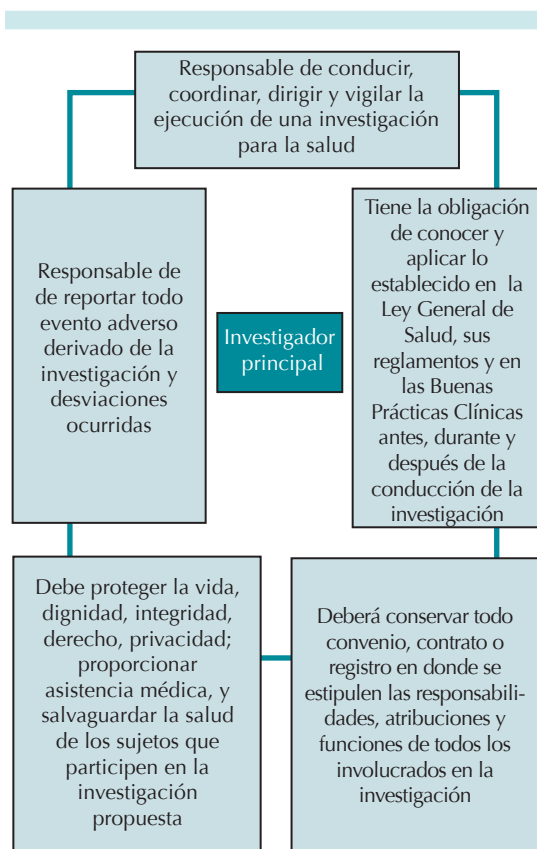 Responsable de conducir,
coordinar, dirigir y vigilar la
ejecución de una investigación
para la salud
Tiene la obligación
de conocer y
aplicar lo
establecido en la
Ley General de
Salud, sus
reglamentos y en
las Buenas
Prácticas Clínicas
antes, durante y
después de la
conducción de la
investigación
Responsable de
de reportar todo
evento adverso
derivado de la
investigación y
desviaciones
ocurridas
Investigador
principal
Debe proteger la vida,
dignidad, integridad,
derecho, privacidad;
proporcionar
asistencia médica, y
salvaguardar la salud
de los sujetos que
participen en la
investigación
propuesta
Deberá conservar todo
convenio, contrato o
registro en donde se
estipulen las responsabili-
dades, atribuciones y
funciones de todos los
involucrados en la
investigación